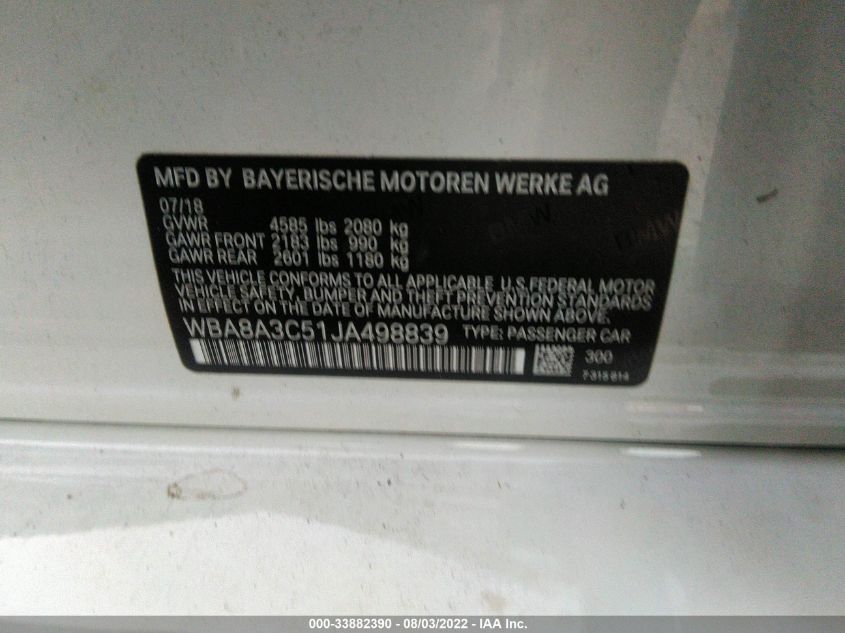 MFD BY BAYERISCHE MOTOREN WERKE AG
07/18
GVWR 4585 lbs 2080 kg
GAWR FRONT 2183 lbs 990 kg
GAWR REAR 2601 lbs 1180 kg
THIS VEHICLE CONFORMS TO ALL APPLICABLE U.S. FEDERAL MOTOR
VEHICLE SAFETY, BUMPER, AND THEFT PREVENTION STANDARDS
IN EFFECT ON THE DATE OF MANUFACTURE SHOWN ABOVE.
WBA8A3C51JA498839 TYPE: PASSENGER CAR
300
000-33882390 - 08/03/2022 - IAA Inc.